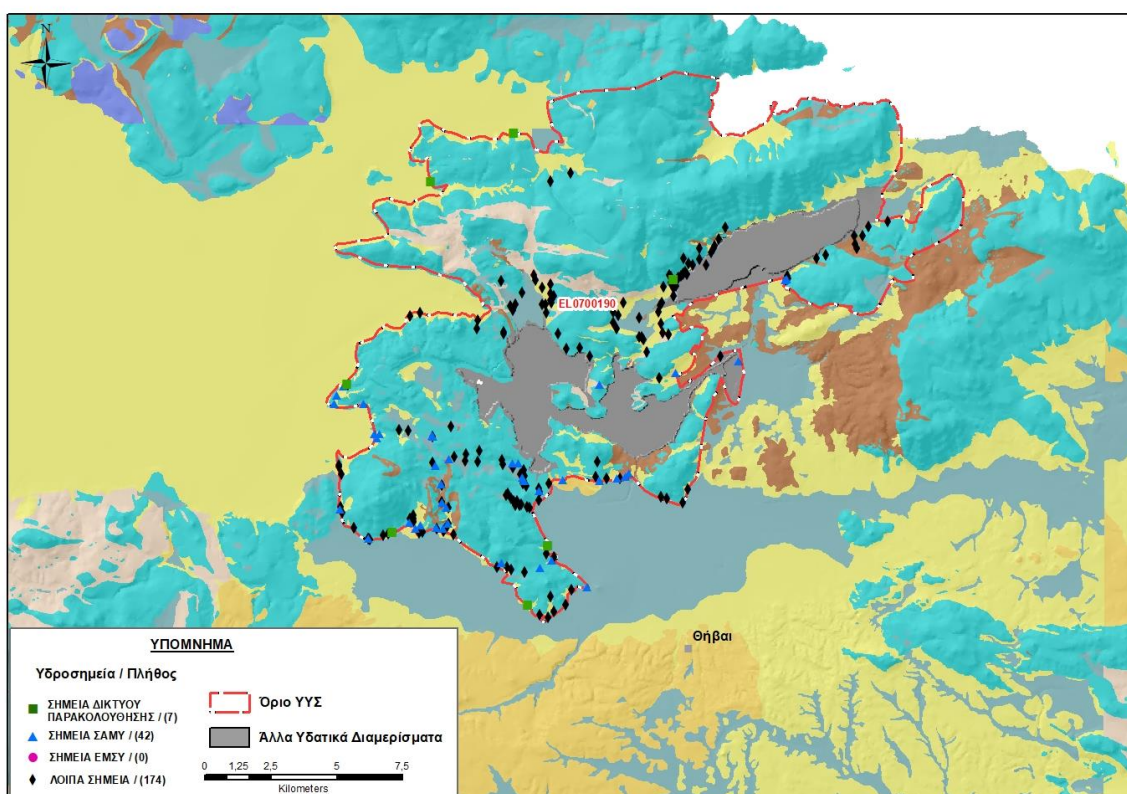 N
EL0700190
Θήβαι
ΥΠΟΜΝΗΜΑ
Υδροσημεία / Πλήθος
ΣΗΜΕΙΑ ΔΙΚΤΥΟΥ
ΠΑΡΑΚΟΛΟΥΘΗΣΗΣ / (7)
ΣΗΜΕΙΑ ΣΑΜΥ / (42)
ΣΗΜΕΙΑ ΕΜΣΥ / (0)
ΛΟΙΠΑ ΣΗΜΕΙΑ / (174)
Όριο ΥΥΣ
Άλλα Υδατικά Διαμερίσματα
0 1,25 2,5 5 7,5
Kilometers